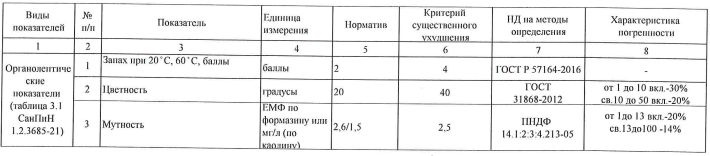 Виды показателей
№ п/п
Показатель
Единица измерения
Норматив
Критерий существенного ухудшения
НД на методы определения
Характеристика погрешности
1
2
3
4
5
6
7
8
Органолептические показатели (таблица 3.1 СанПиН 1.2.3685-21)
1
Запах при 20˚С, 60˚С, баллы
баллы
2
4
ГОСТ Р 57164-2016
-
2
Цветность
градусы
20
40
ГОСТ 31868-2012
от 1 до 10 вкл.-30%
св.10 до 50 вкл.-20%
3
Мутность
ЕМФ по формазину или мг/л (по каолину)
2,6/1,5
2,5
ПНДФ 14.1:2:3:4.213-05
от 1до 13 вкл.-20%
св.13до100 -14%